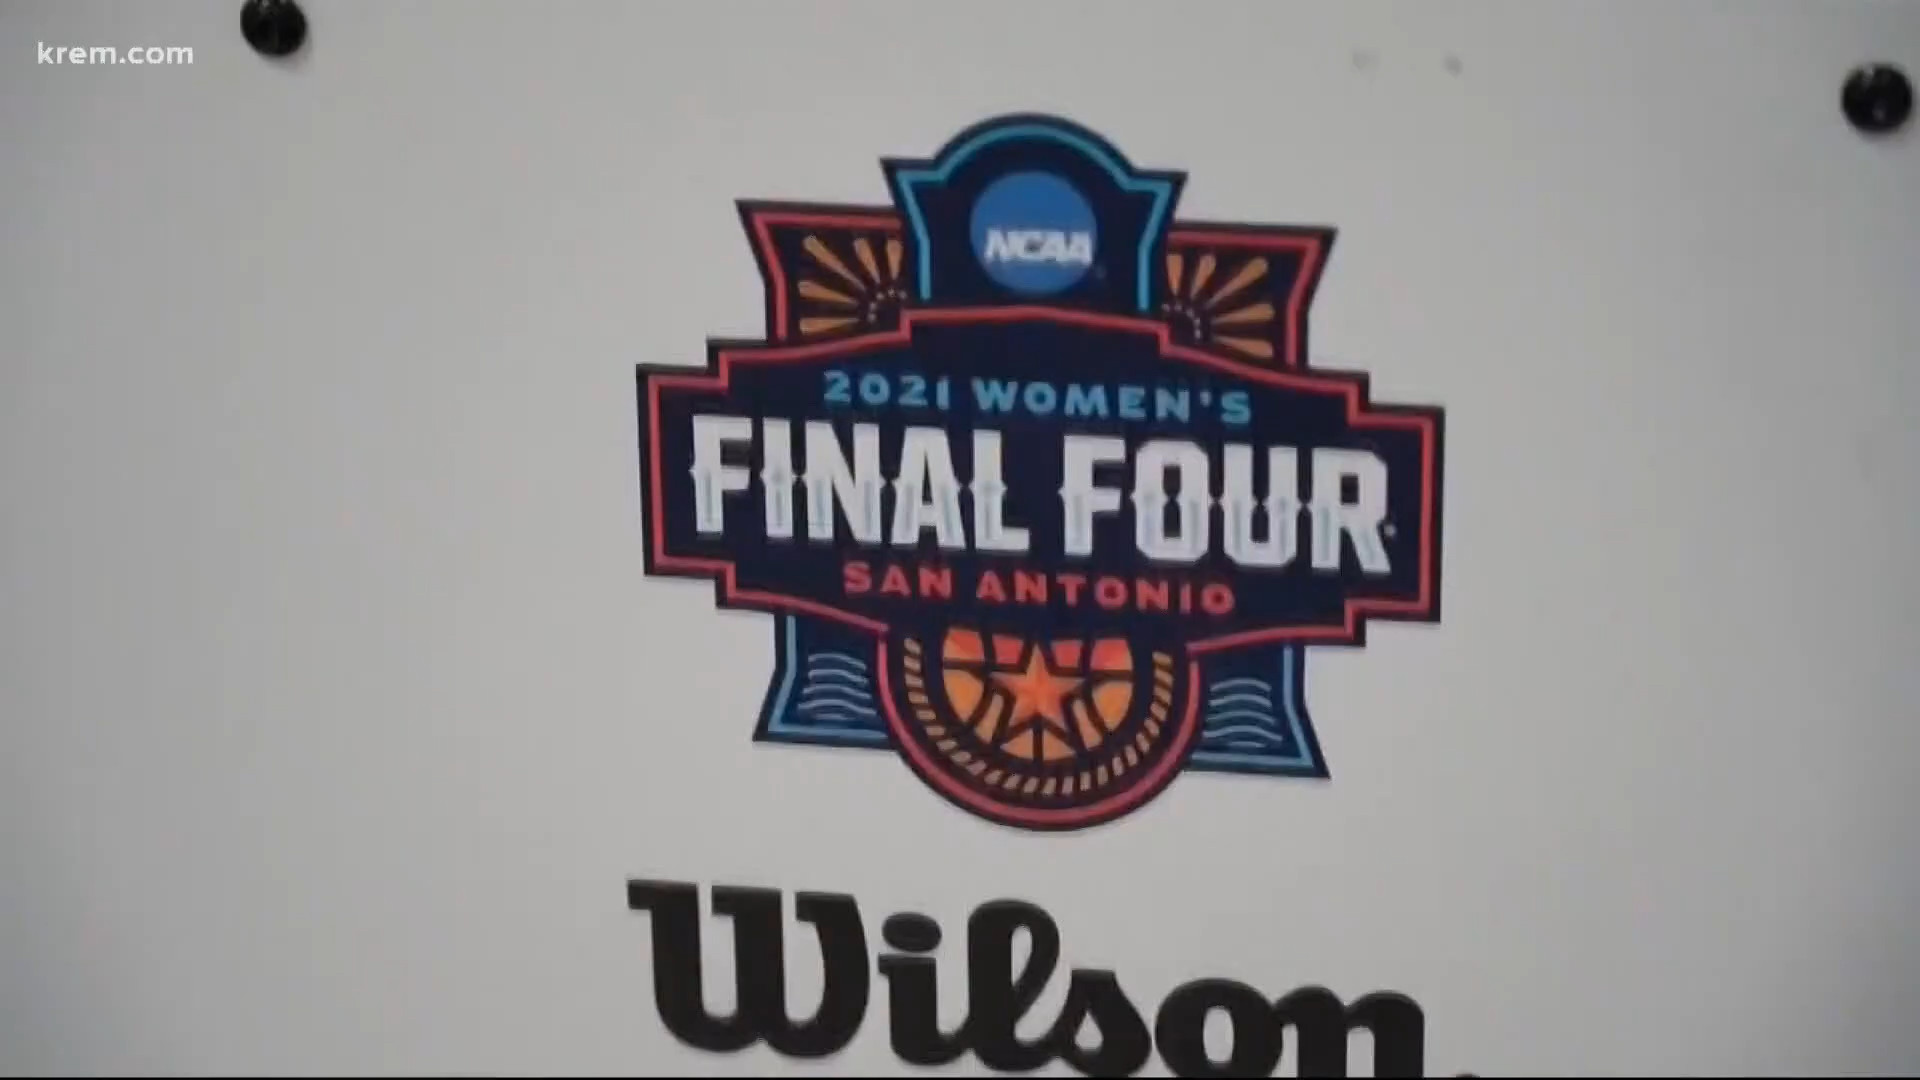 krem.com
NCAA
2021 WOMEN'S
FINAL FOUR
SAN ANTONIO
Wilson.